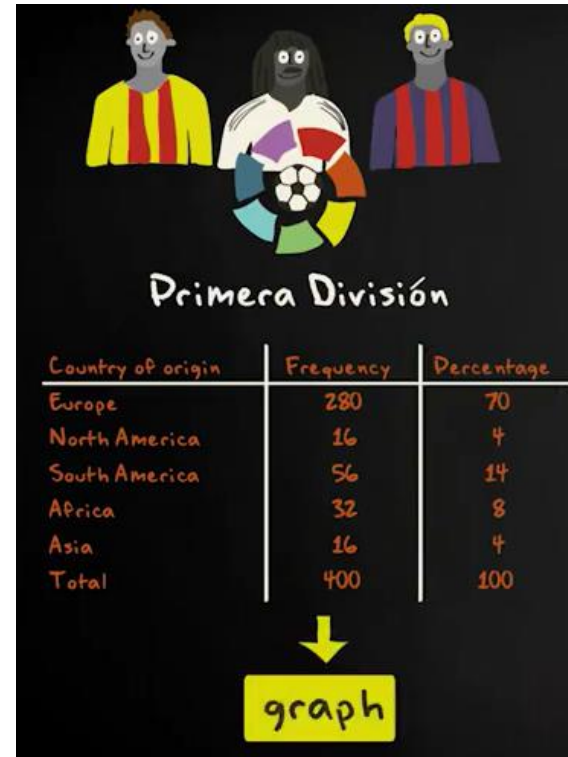 Primera División
Country of origin Frequency Percentage
Europe 280 70
North America 16 4
South America 56 14
Africa 32 8
Asia 16 4
Total 400 100
graph